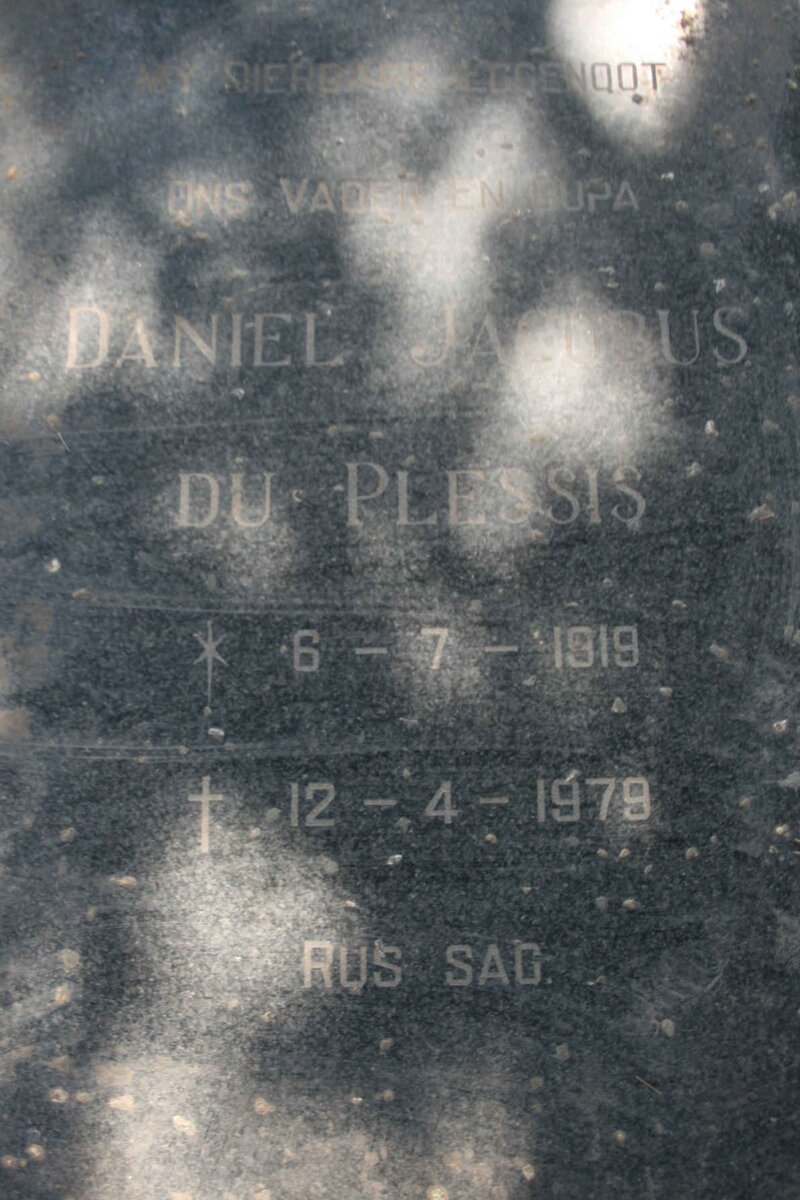 MY DIERBARE EGGENOOT
ONS VADER EN OUPA
DANIEL JACOBUS
DU PLESSIS
* 6 - 7 - 1919
† 12 - 4 - 1979
RUS SAG.